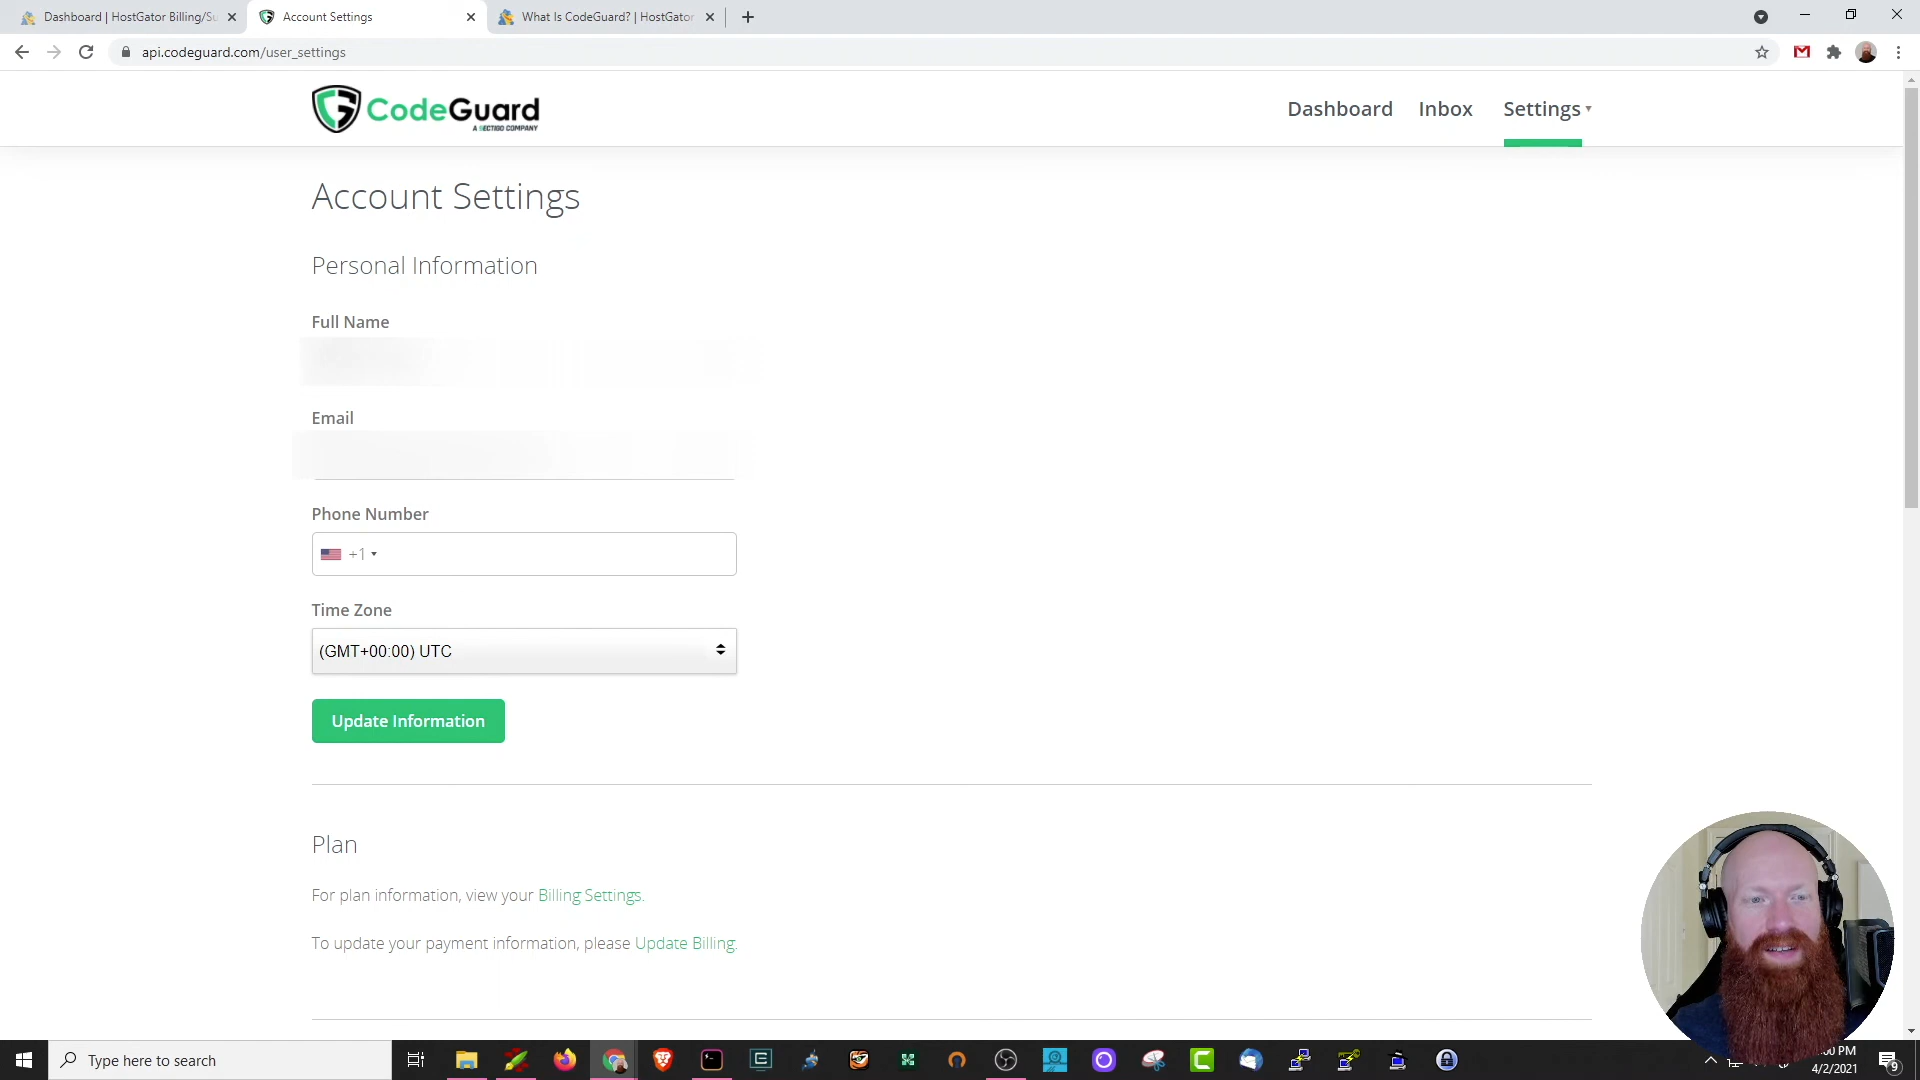 Dashboard | HostGator Billing/Su
Account Settings
What Is CodeGuard? | HostGator
api.codeguard.com/user_settings
CodeGuard
A SECTIGO COMPANY
Dashboard
Inbox
Settings
Account Settings
Personal Information
Full Name
Email
Phone Number
+1
Time Zone
(GMT+00:00) UTC
Update Information
Plan
For plan information, view your Billing Settings.
To update your payment information, please Update Billing.
Type here to search
:00 PM
4/2/2021
9